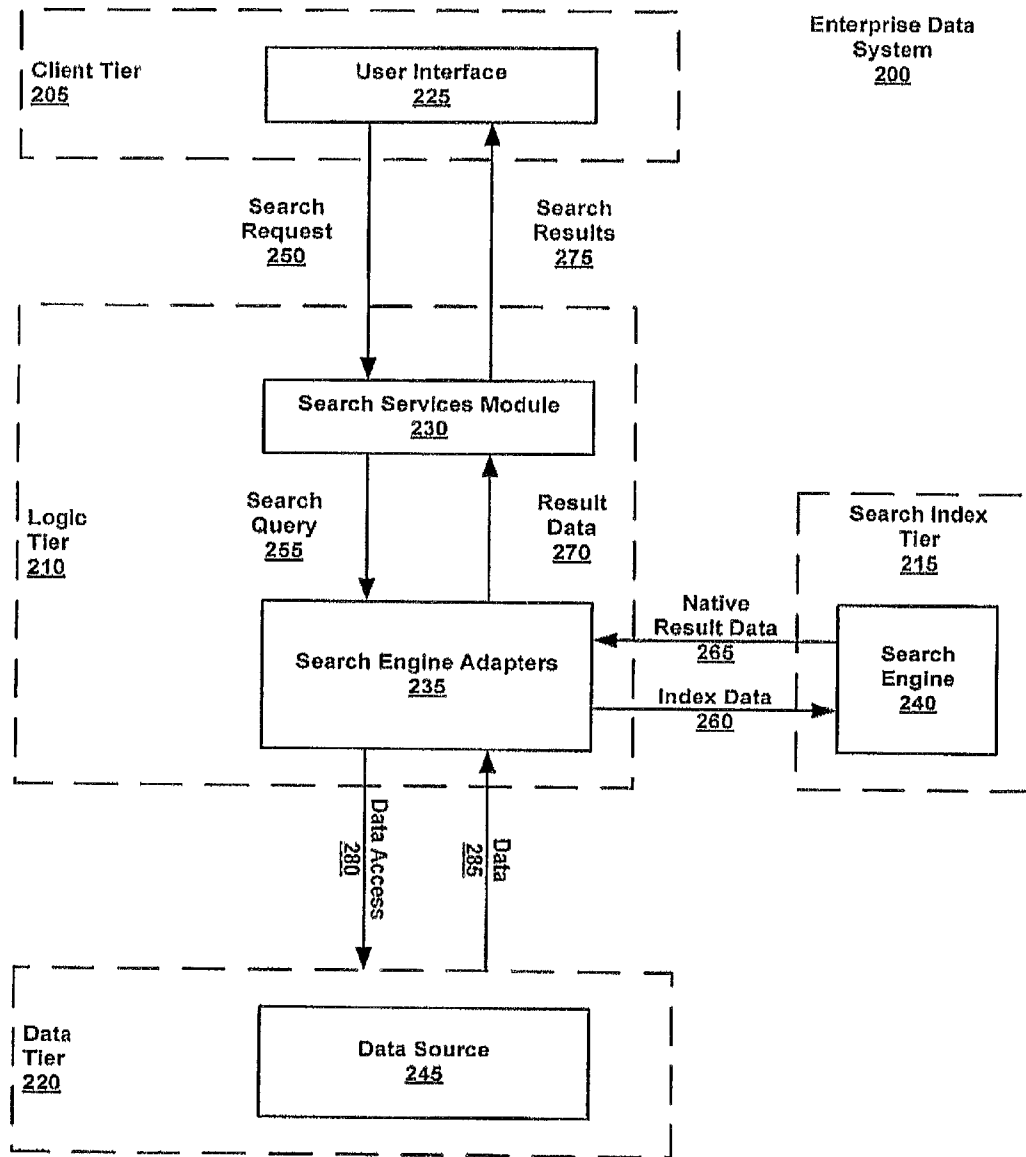 Enterprise Data
System
200
Client Tier
205
User Interface
225
Search
Request
250
Search
Results
275
Search Services Module
230
Logic
Tier
210
Search
Query
255
Result
Data
270
Search Index
Tier
215
Search Engine Adapters
235
Native
Result Data
265
Index Data
260
Search
Engine
240
Data Access
280
Data
285
Data
Tier
220
Data Source
245